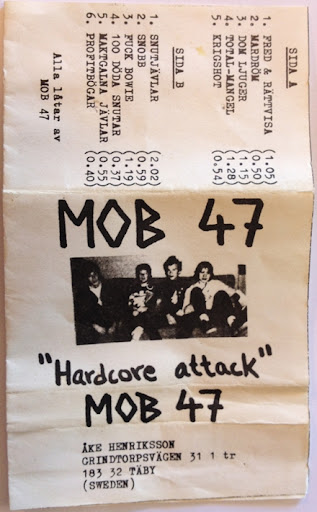 SIDA A
1. FRED & RÄTTVISA (1.05)
2. MARDRÖM (0.50)
3. DOM LJUGER (1.15)
4. TOTAL-MANGEL (1.28)
5. KRIGSHOT (0.54)
SIDA B
1. SNUTJÄVLAR (2.02)
2. SNOBB (0.59)
3. FUCK BOWIE (1.19)
4. 100 DÖDA SNUTAR (0.37)
5. MAKTGALNA JÄVLAR (0.55)
6. PROFITBÖGAR (0.40)
Alla låtar av
MOB 47
MOB 47
"Hardcore attack"
MOB 47
ÅKE HENRIKSSON
GRINDTORPSVÄGEN 31 1 tr
183 32 TÄBY
(SWEDEN)